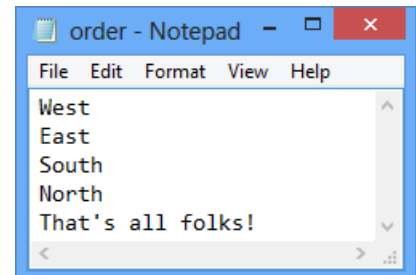 order - Notepad
File Edit Format View Help
West
East
South
North
That's all folks!